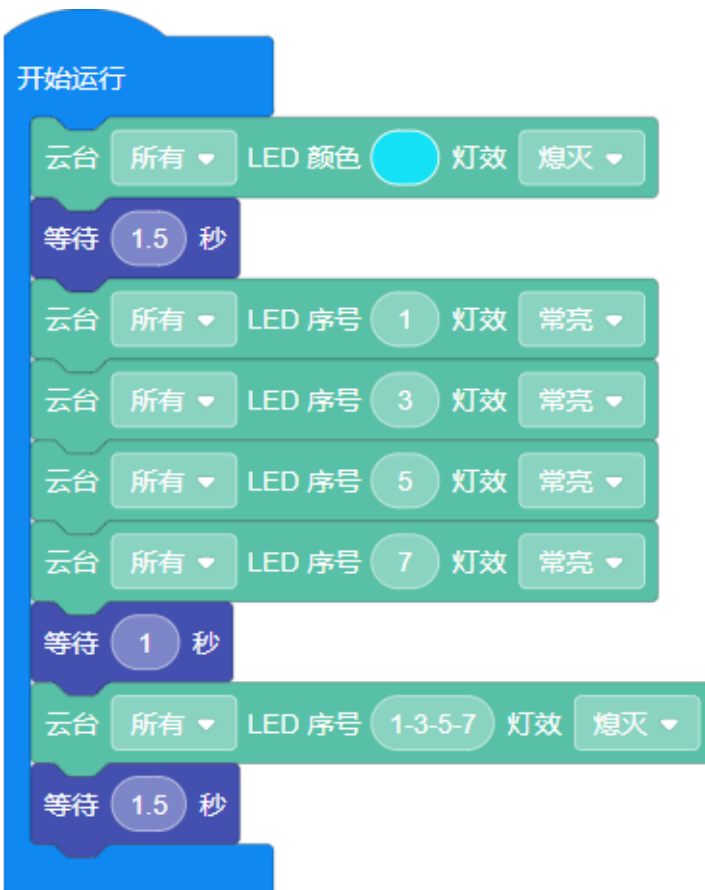 开始运行
云台 所有 LED 颜色 灯效 熄灭
等待 1.5 秒
云台 所有 LED 序号 1 灯效 常亮
云台 所有 LED 序号 3 灯效 常亮
云台 所有 LED 序号 5 灯效 常亮
云台 所有 LED 序号 7 灯效 常亮
等待 1 秒
云台 所有 LED 序号 1-3-5-7 灯效 熄灭
等待 1.5 秒